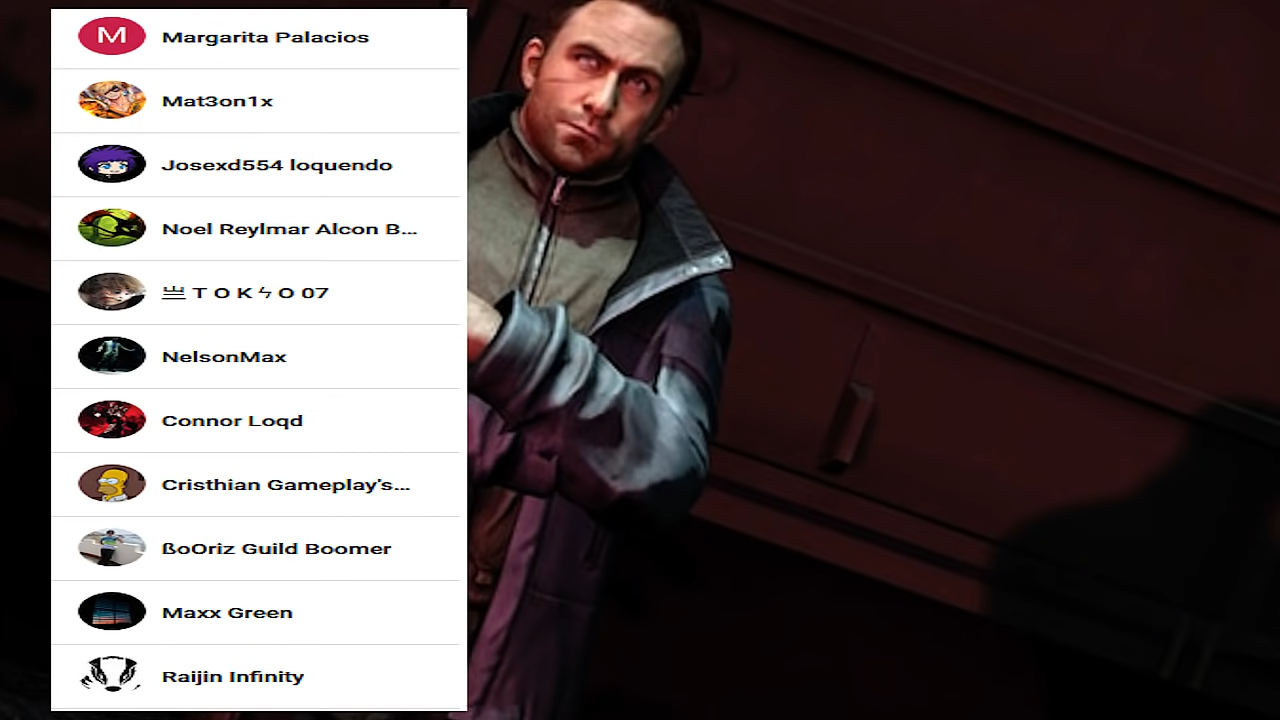 M
Margarita Palacios
Mat3on1x
Josexd554 loquendo
Noel Reylmar Alcon B...
亗 T O K ϟ O 07
NelsonMax
Connor Loqd
Cristhian Gameplay's...
ßoOriz Guild Boomer
Maxx Green
Raijin Infinity